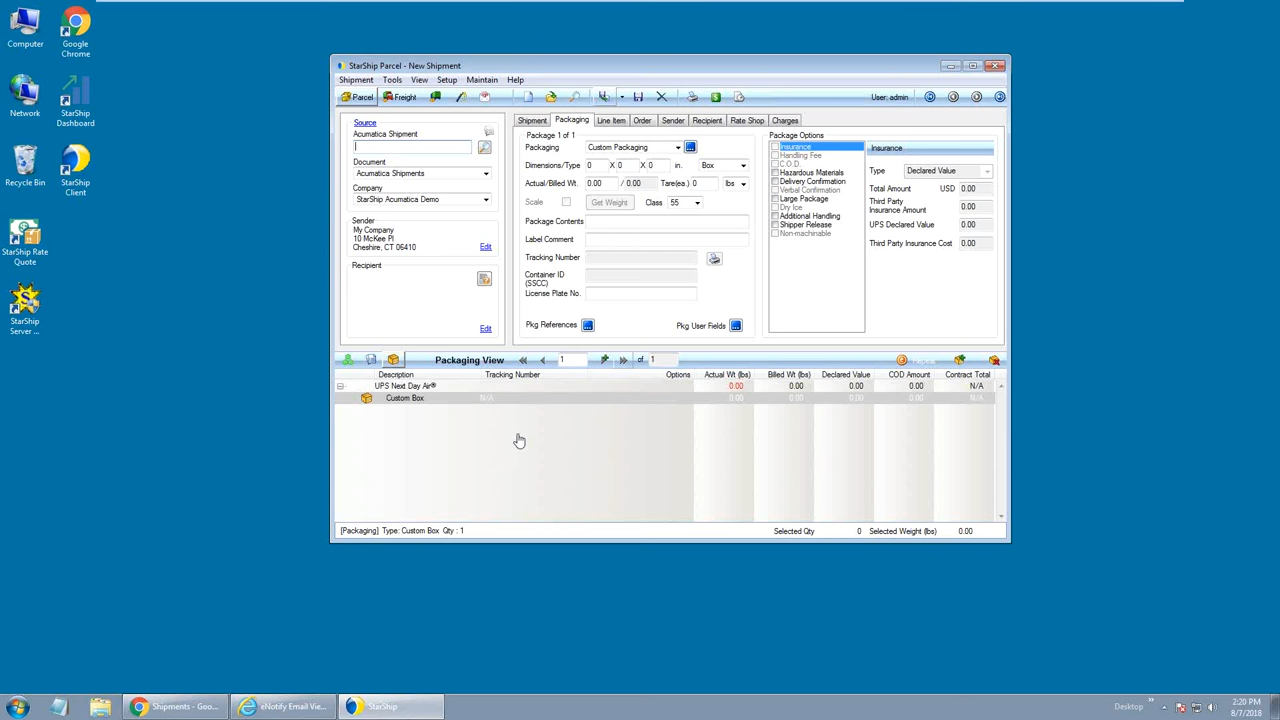 Computer
Google
Chrome
Network
StarShip
Dashboard
Recycle Bin
StarShip
Client
StarShip Rate
Quote
StarShip
Server ...
StarShip Parcel - New Shipment
Shipment Tools View Setup Maintain Help
Parcel Freight User: admin
Source
Acumatica Shipment
Document
Acumatica Shipments
Company
StarShip Acumatica Demo
Sender
My Company
10 McKee Pl
Cheshire, CT 06410
Edit
Recipient
Edit
Shipment Packaging Line Item Order Sender Recipient Rate Shop Charges
Package 1 of 1
Packaging Custom Packaging
Dimensions/Type 0 X 0 X 0 in. Box
Actual/Billed Wt. 0.00 / 0.00 Tare(ea.) 0 lbs
Scale Get Weight Class 55
Package Contents
Label Comment
Tracking Number
Container ID
(SSCC)
License Plate No.
Pkg References Pkg User Fields
Package Options
Insurance
Handling Fee
C.O.D.
Hazardous Materials
Delivery Confirmation
Verbal Confirmation
Large Package
Dry Ice
Additional Handling
Shipper Release
Non-machinable
Insurance
Type Declared Value
Total Amount USD 0.00
Third Party
Insurance Amount 0.00
UPS Declared Value 0.00
Third Party Insurance Cost 0.00
Packaging View 1 of 1
Description Tracking Number Options Actual Wt (lbs) Billed Wt (lbs) Declared Value COD Amount Contract Total
UPS Next Day Air® 0.00 0.00 0.00 0.00 N/A
Custom Box N/A 0.00 0.00 0.00 0.00 N/A
[Packaging] Type: Custom Box Qty : 1 Selected Qty 0 Selected Weight (lbs) 0.00
Shipments - Goo...
eNotify Email Vie...
StarShip
Desktop »
2:20 PM
8/7/2018